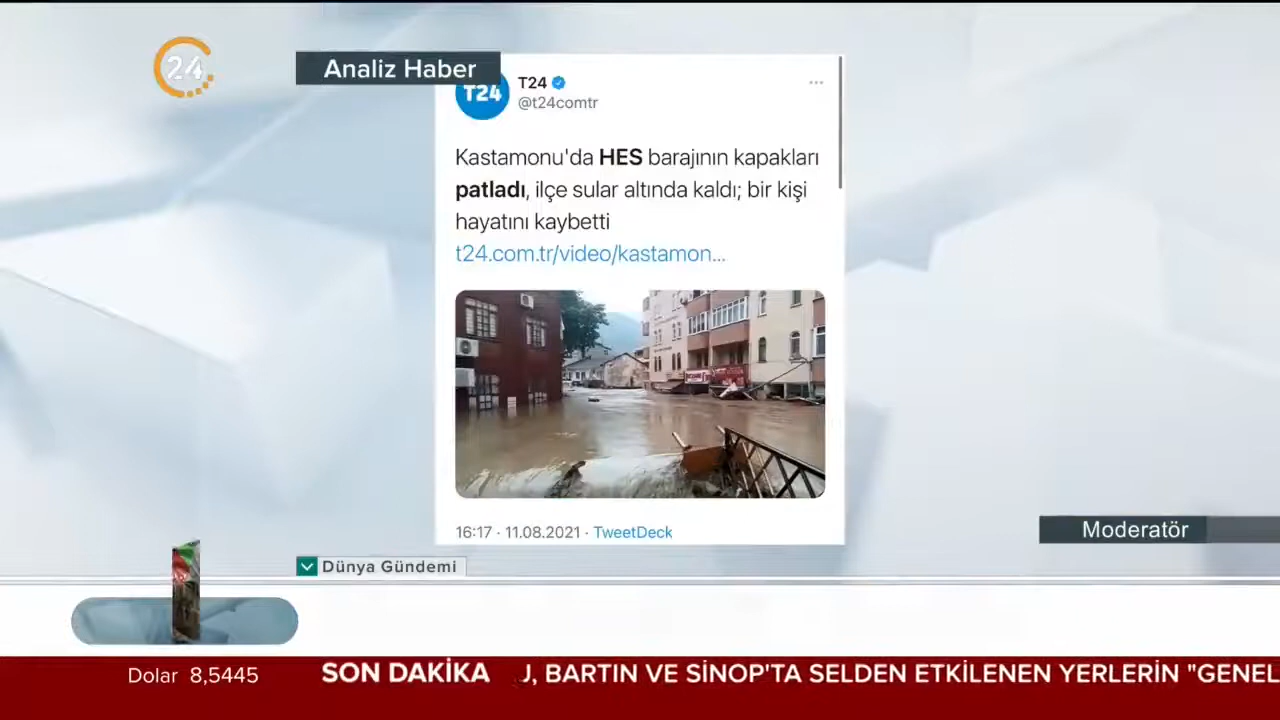 24
Analiz Haber
T24
T24
@t24comtr
Kastamonu'da HES barajının kapakları
patladı, ilçe sular altında kaldı; bir kişi
hayatını kaybetti
t24.com.tr/video/kastamon...
16:17 · 11.08.2021 · TweetDeck
Moderatör
Dünya Gündemi
Dolar 8,5445
SON DAKİKA
, BARTIN VE SİNOP'TA SELDEN ETKİLENEN YERLERİN "GENEL